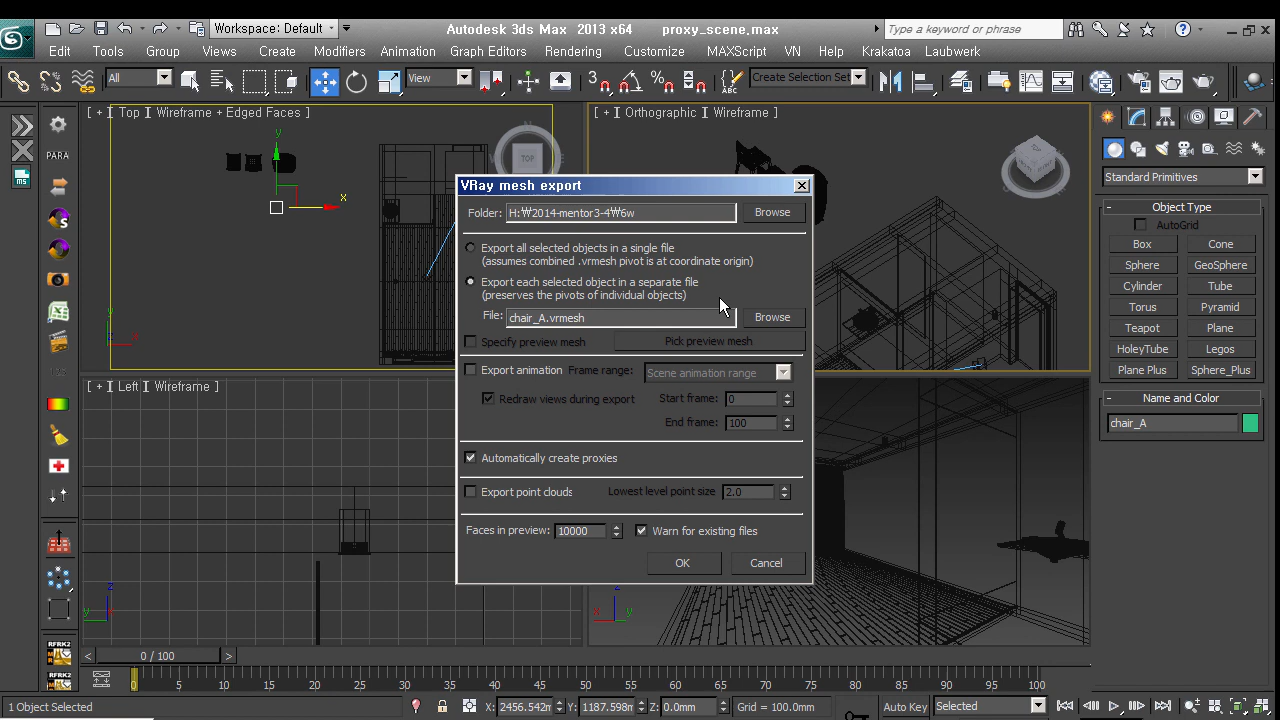 Workspace: Default
Autodesk 3ds Max 2013 x64 proxy_scene.max
Type a keyword or phrase
Edit Tools Group Views Create Modifiers Animation Graph Editors Rendering Customize MAXScript VN Help Krakatoa Laubwerk
All
View
3
ABC
Create Selection Set
[ + ] Top ] Wireframe + Edged Faces ]
[ + ] Orthographic ] Wireframe ]
PARA
ms
y
x
TOP
Standard Primitives
Object Type
AutoGrid
Box Cone
Sphere GeoSphere
Cylinder Tube
Torus Pyramid
Teapot Plane
HoleyTube Legos
Plane Plus Sphere_Plus
Name and Color
chair_A
VRay mesh export
Folder: H:₩2014-mentor3-4₩6w Browse
Export all selected objects in a single file
(assumes combined .vrmesh pivot is at coordinate origin)
Export each selected object in a separate file
(preserves the pivots of individual objects)
File: chair_A.vrmesh Browse
Specify preview mesh Pick preview mesh
Export animation Frame range: Scene animation range
Redraw views during export Start frame: 0
End frame: 100
Automatically create proxies
Export point clouds Lowest level point size 2.0
Faces in preview: 10000 Warn for existing files
OK Cancel
[ + ] Left ] Wireframe ]
z
y
z
x
y
RFRK2
RFRK2
< 0 / 100 >
0 5 10 15 20 25 30 35 40 45 50 55 60 65 70 75 80 85 90 95 100
1 Object Selected
X: 2456.542m Y: 1187.598m Z: 0.0mm Grid = 100.0mm
Auto Key Selected